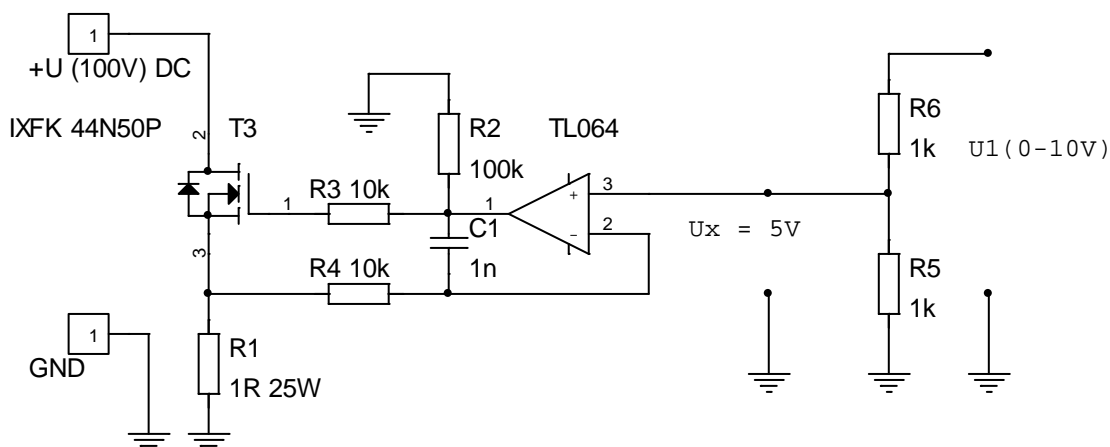 1
+U (100V) DC
IXFK 44N50P
2
T3
R2
100k
TL064
R6
1k
U1(0-10V)
1
R3 10k
1
3
+
2
-
Ux = 5V
C1
1n
3
R4 10k
R5
1k
1
GND
R1
1R 25W